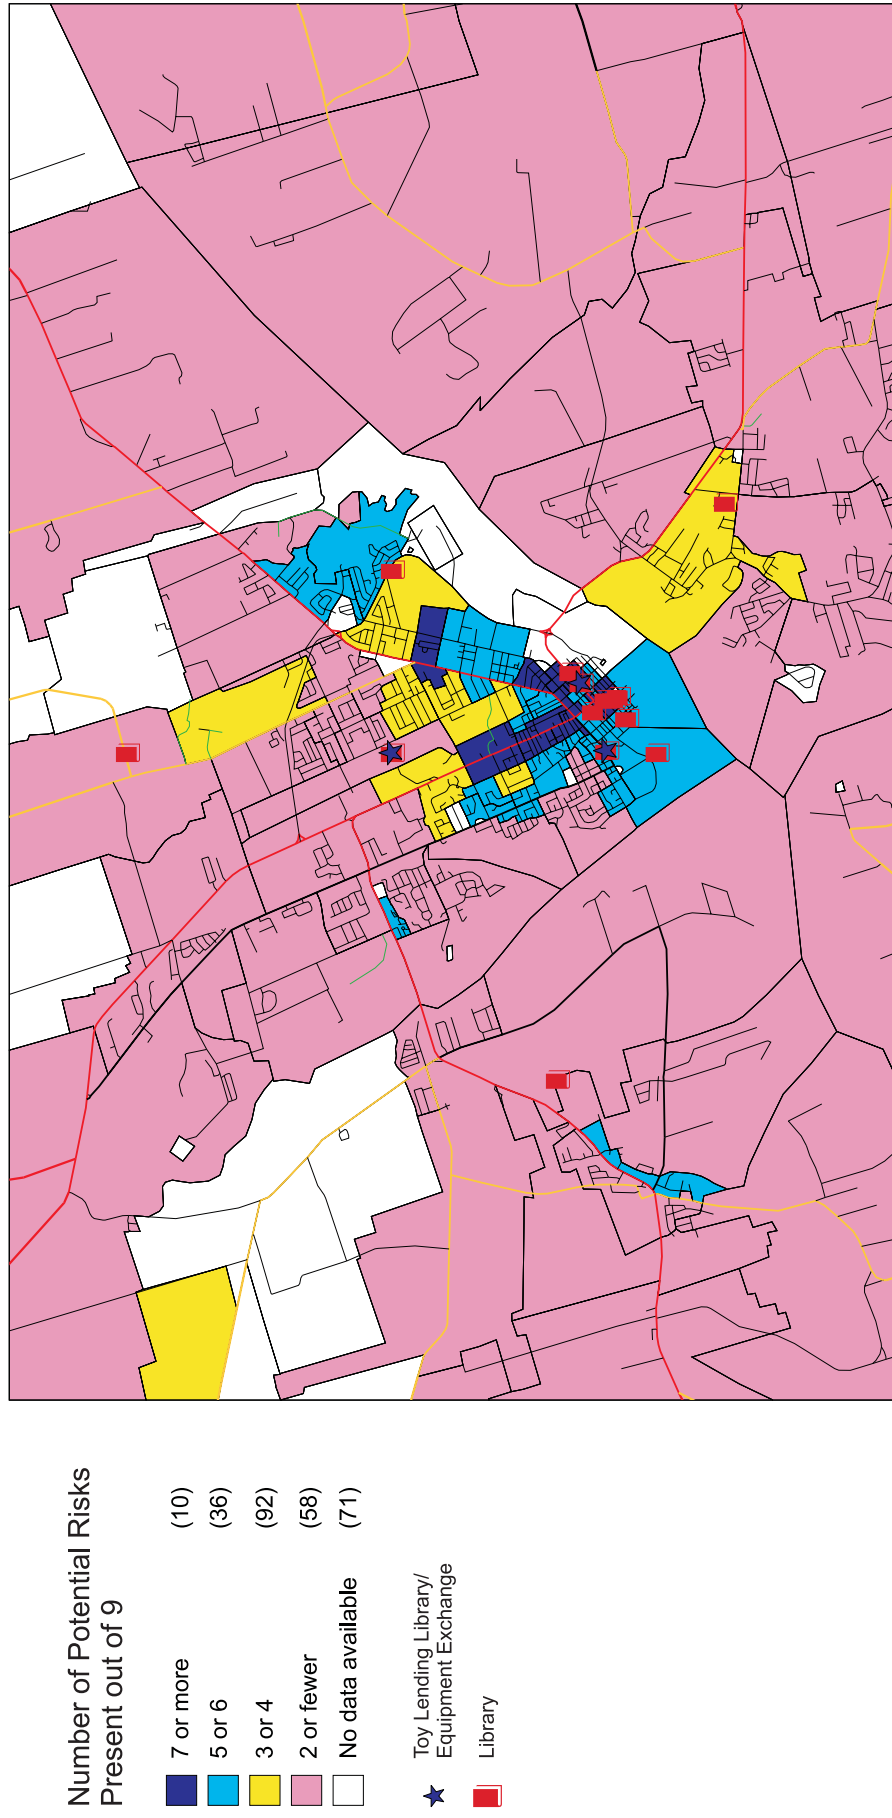 Number of Potential Risks
Present out of 9
7 or more (10)
5 or 6 (36)
3 or 4 (92)
2 or fewer (58)
No data available (71)
Toy Lending Library/
Equipment Exchange
Library